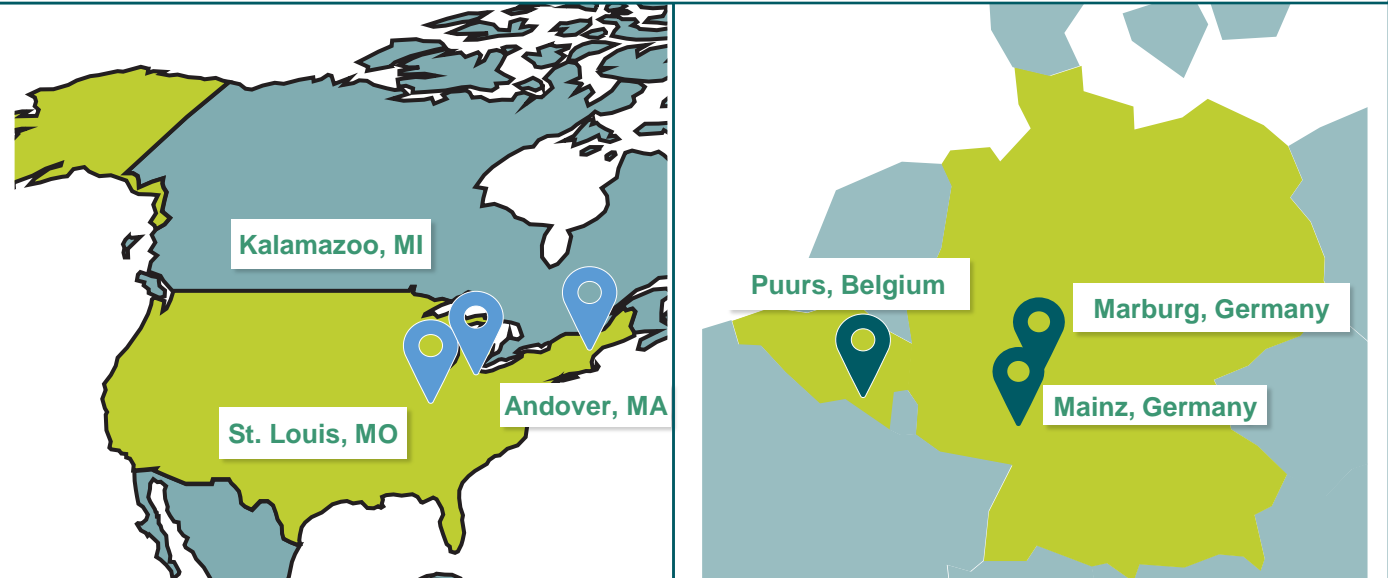 Kalamazoo, MI
Andover, MA
St. Louis, MO
Puurs, Belgium
Marburg, Germany
Mainz, Germany